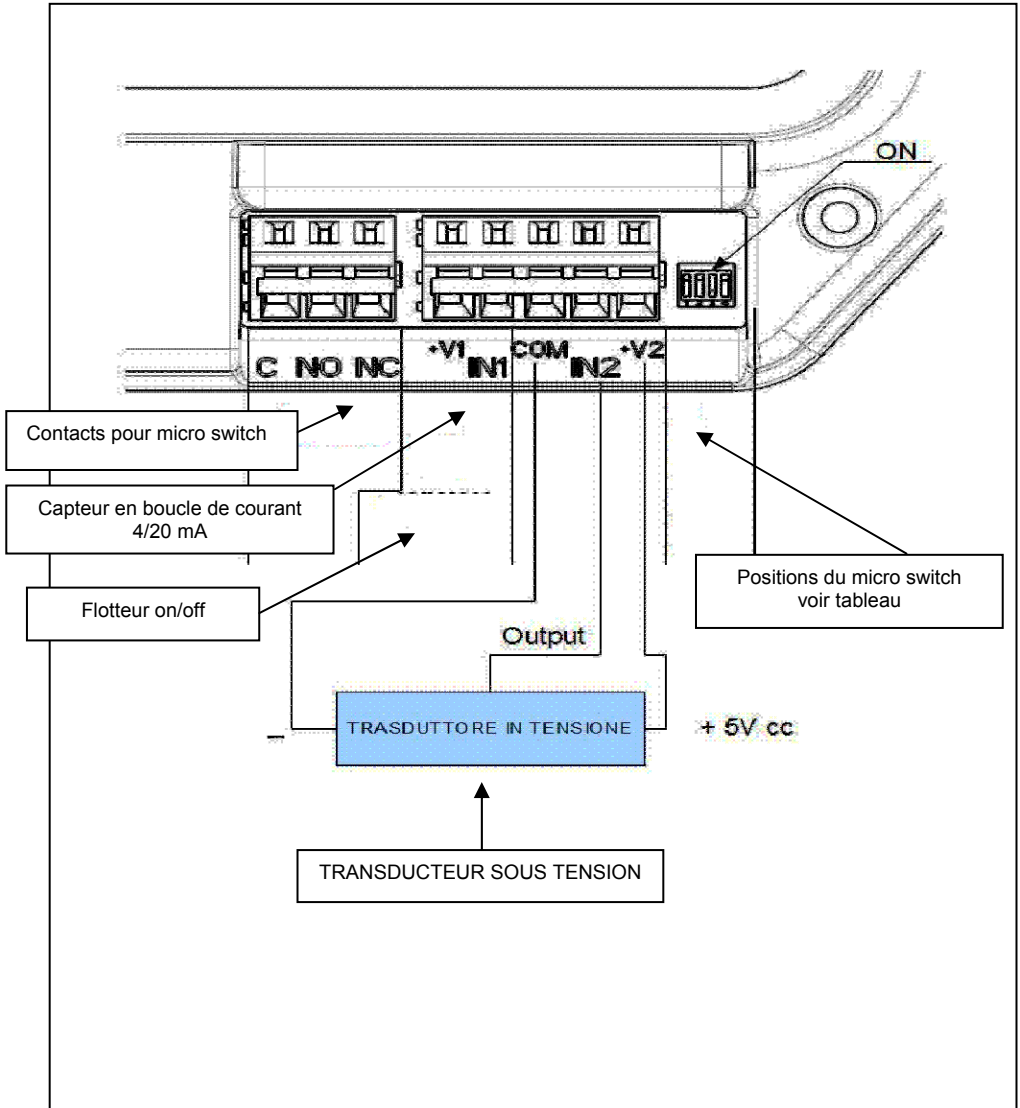 ON
C NO NC +V1 IN1 COM IN2 +V2
Contacts pour micro switch
Capteur en boucle de courant
4/20 mA
Flotteur on/off
Positions du micro switch
voir tableau
Output
- TRASDUTTORE IN TENSIONE + 5V cc
TRANSDUCTEUR SOUS TENSION